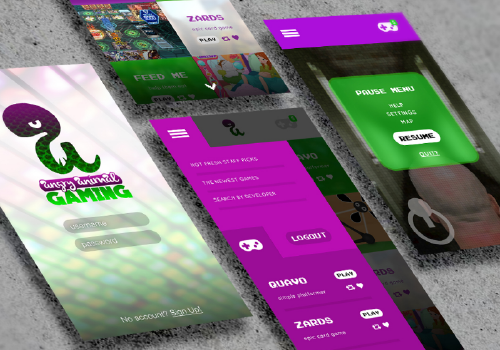 ZARDS
epic card game
PLAY
FEED ME
PAUSE MENU
HELP
SETTINGS
MAP
RESUME
QUIT
angry animal
GAMING
username
password
No account? Sign Up!
HOT FRESH STAFF PICKS
THE NEWEST GAMES
SEARCH BY DEVELOPER
LOGOUT
QUAVO
PLAY
simple platformer
ZARDS
PLAY
epic card game